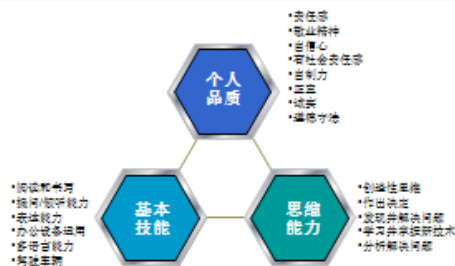 •责任感
•敬业精神
•自信心
•有社会责任感
•自制力
•正直
•诚实
•遵德守法
个人
品质
•阅读和书写
•提问/倾听能力
•表达能力
•办公设备运用
•多语言能力
•驾驶车辆
基本
技能
思维
能力
•创造性思维
•作出决定
•发现并解决问题
•学习并掌握新技术
•分析解决问题